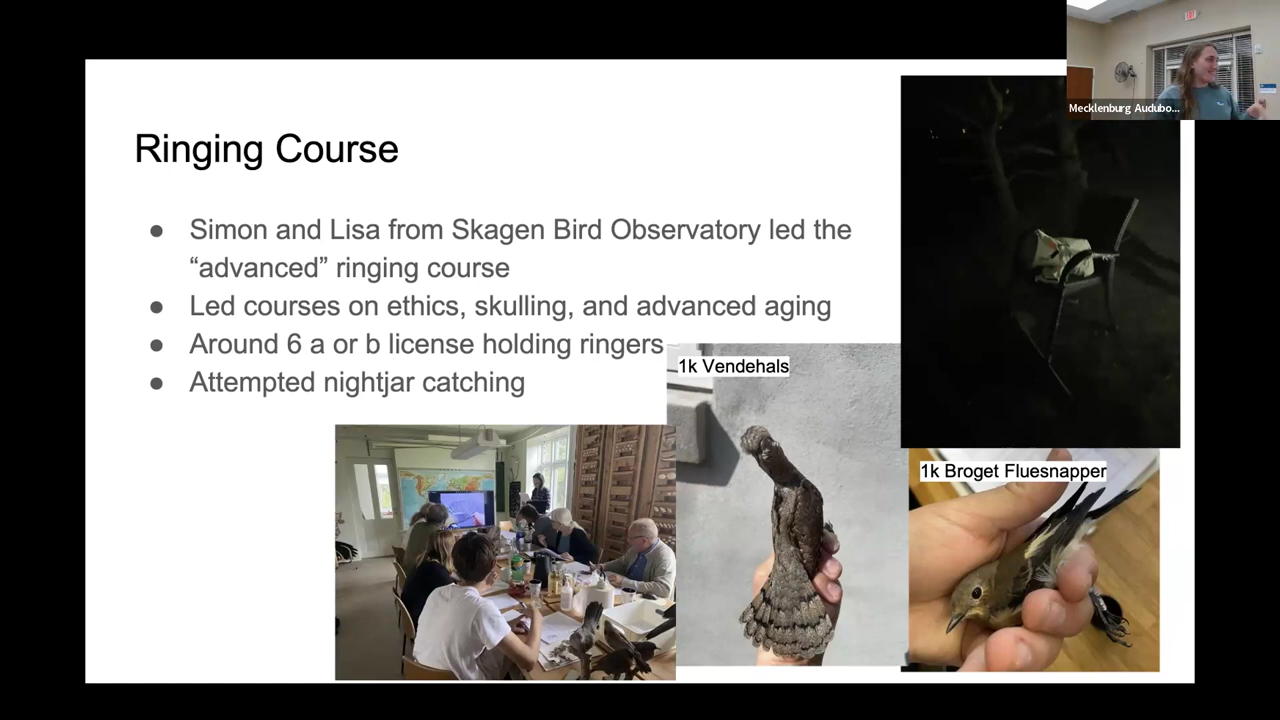 Mecklenburg Audubo...
Ringing Course
● Simon and Lisa from Skagen Bird Observatory led the
“advanced” ringing course
● Led courses on ethics, skulling, and advanced aging
● Around 6 a or b license holding ringers
● Attempted nightjar catching
1k Vendehals
1k Broget Fluesnapper